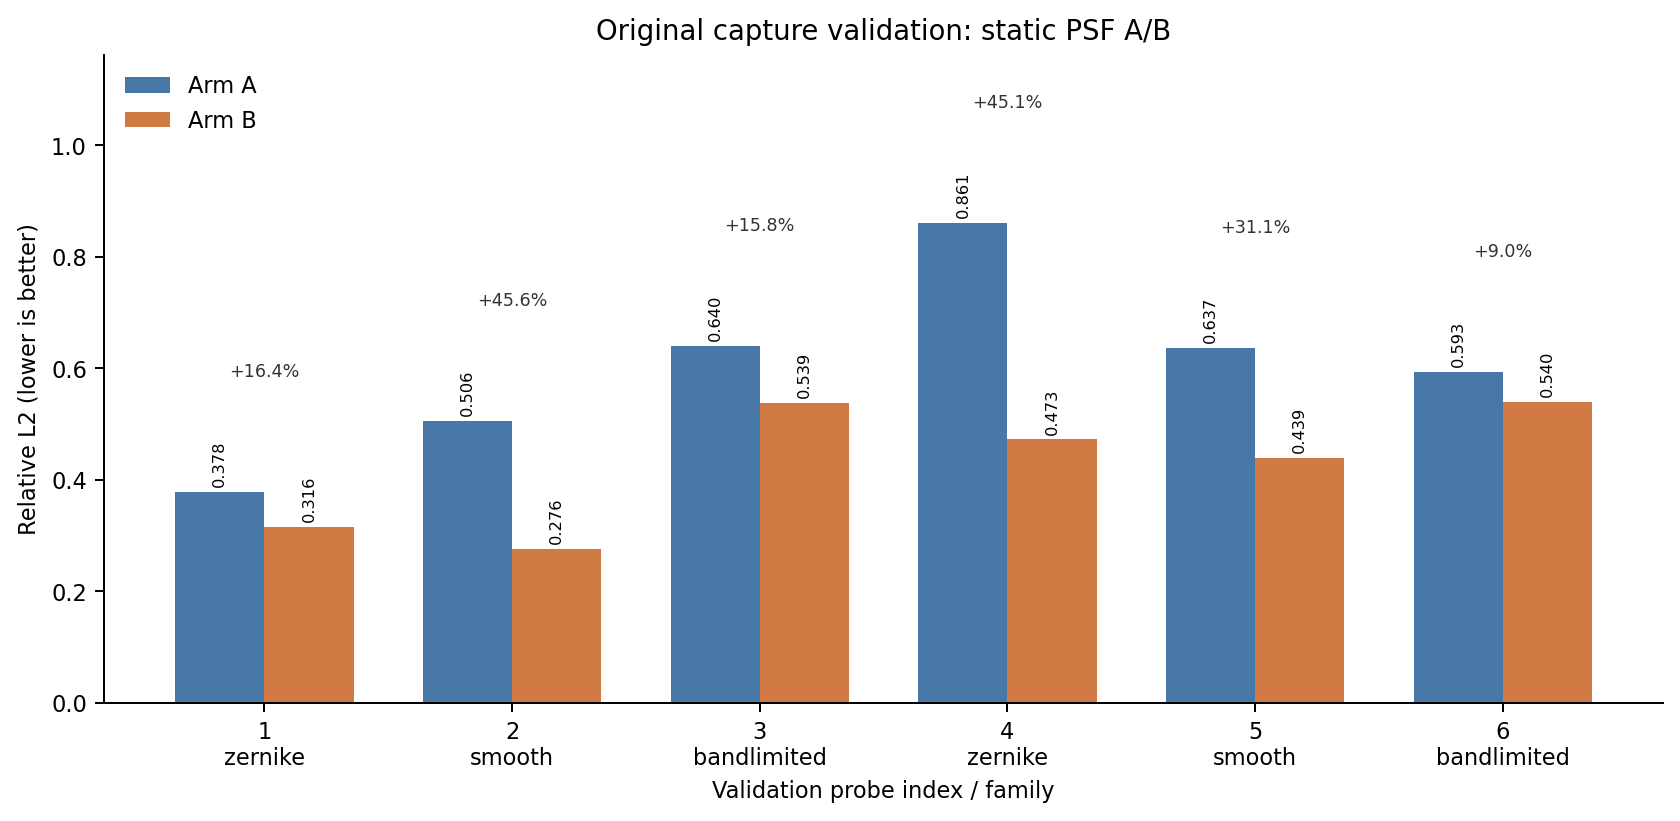 Original capture validation: static PSF A/B
Arm A
Arm B
Relative L2 (lower is better)
1.0
0.8
0.6
0.4
0.2
0.0
+16.4%
0.378
0.316
+45.6%
0.506
0.276
+15.8%
0.640
0.539
+45.1%
0.861
0.473
+31.1%
0.637
0.439
+9.0%
0.593
0.540
1
zernike
2
smooth
3
bandlimited
4
zernike
5
smooth
6
bandlimited
Validation probe index / family